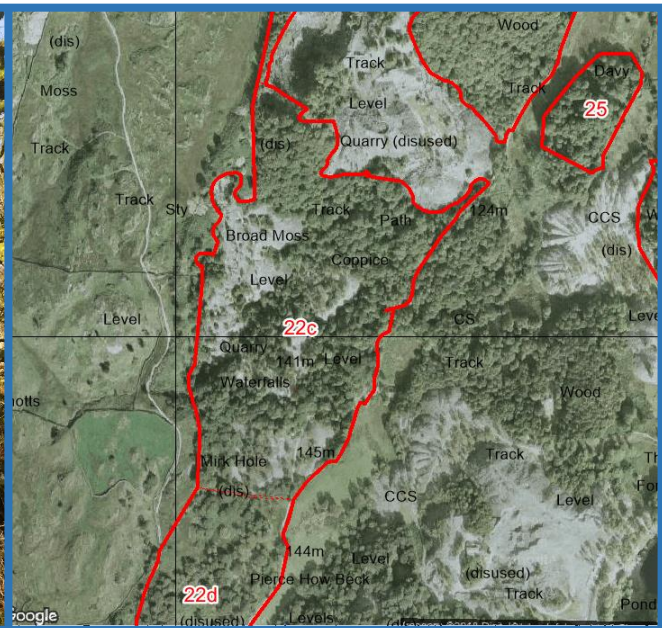 Wood
(dis)
Track
Davy
Moss
Track
25
Level
Quarry (disused)
Track
(dis)
Track
Sty
Track
Path
124m
CCS
Broad Moss
(dis)
Coppice
Level
Level
CS
22c
Quarry
141m
Level
Track
Waterfalls
Wood
Mirk Hole
145m
Track
(dis)
CCS
Level
144m
Level
Pierce How Beck
(disused)
22d
Track
Pond
(disused)
Levels